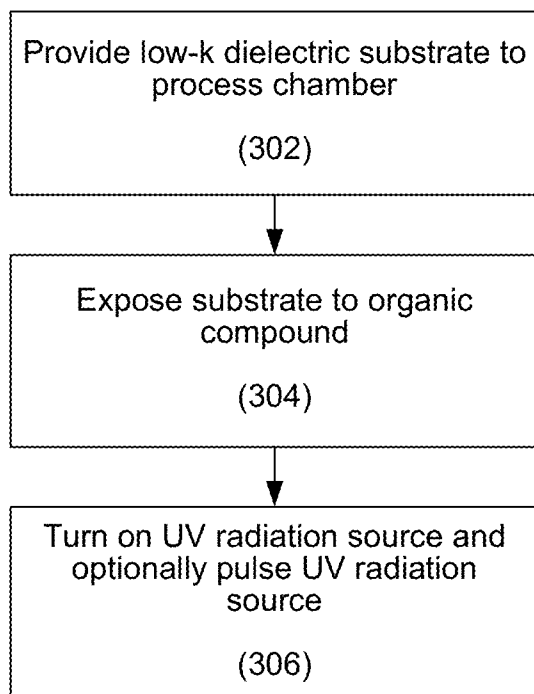 Provide low-k dielectric substrate to
process chamber
(302)
Expose substrate to organic
compound
(304)
Turn on UV radiation source and
optionally pulse UV radiation
source
(306)